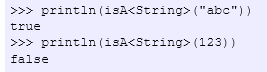 >>> println(isA<String>("abc"))
true
>>> println(isA<String>(123))
false